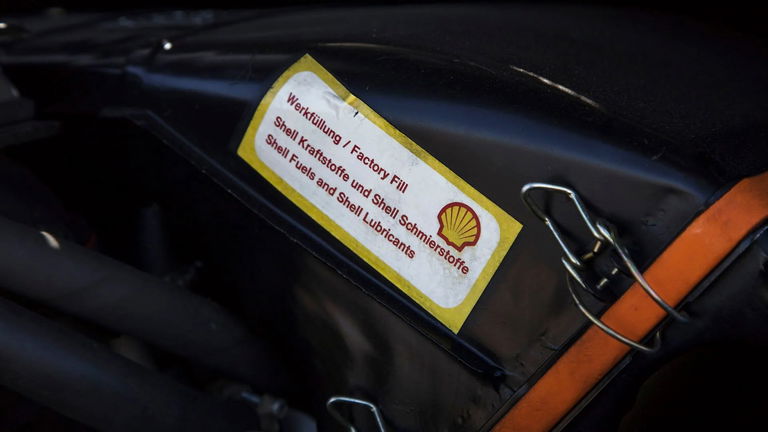 Werkfüllung / Factory Fill
Shell Kraftstoffe und Shell Schmierstoffe
Shell Fuels and Shell Lubricants